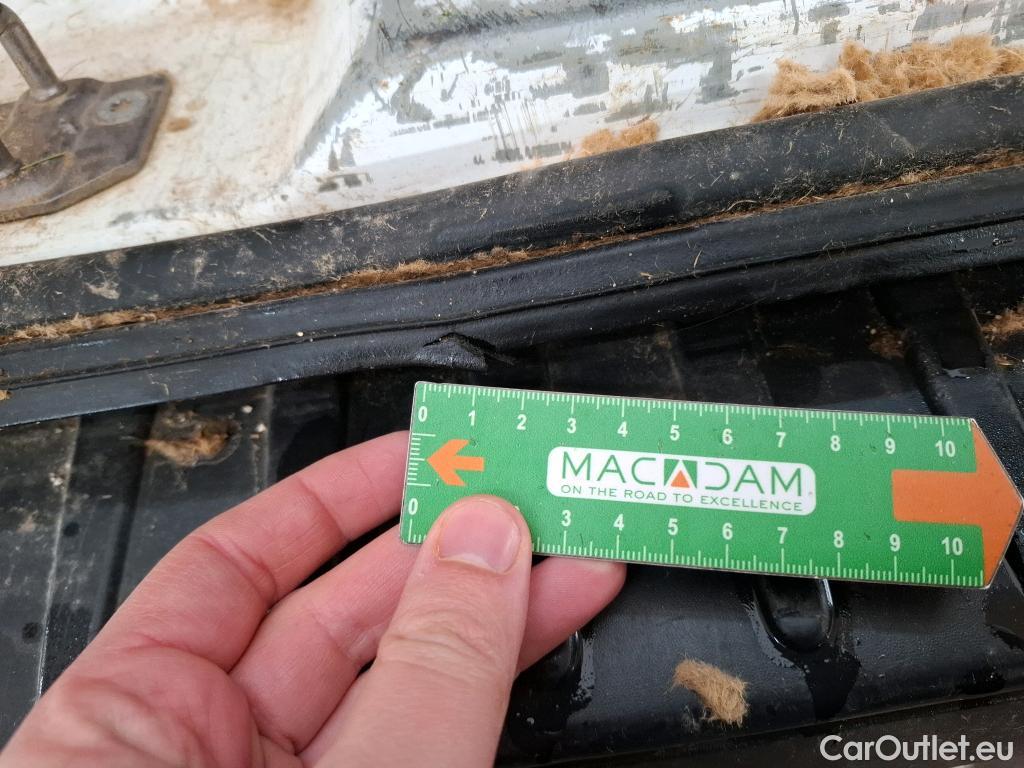 0 1 2 3 4 5 6 7 8 9 10
MACADAM
ON THE ROAD TO EXCELLENCE
0 3 4 5 6 7 8 9 10
CarOutlet.eu